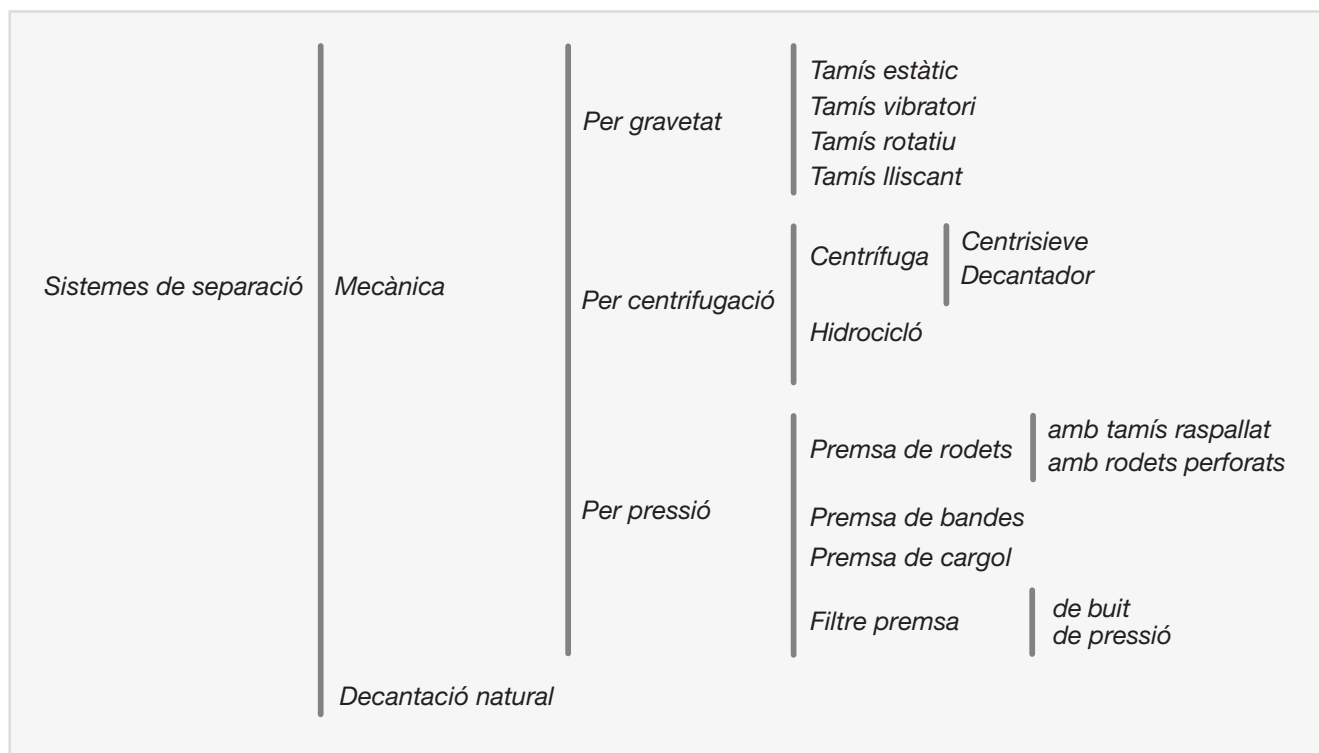 Sistemes de separació
Mecànica
Per gravetat
Tamís estàtic
Tamís vibratori
Tamís rotatiu
Tamís lliscant
Per centrifugació
Centrífuga
Centrisieve
Decantador
Hidrocicló
Per pressió
Premsa de rodets
amb tamís raspallat
amb rodets perforats
Premsa de bandes
Premsa de cargol
Filtre premsa
de buit
de pressió
Decantació natural